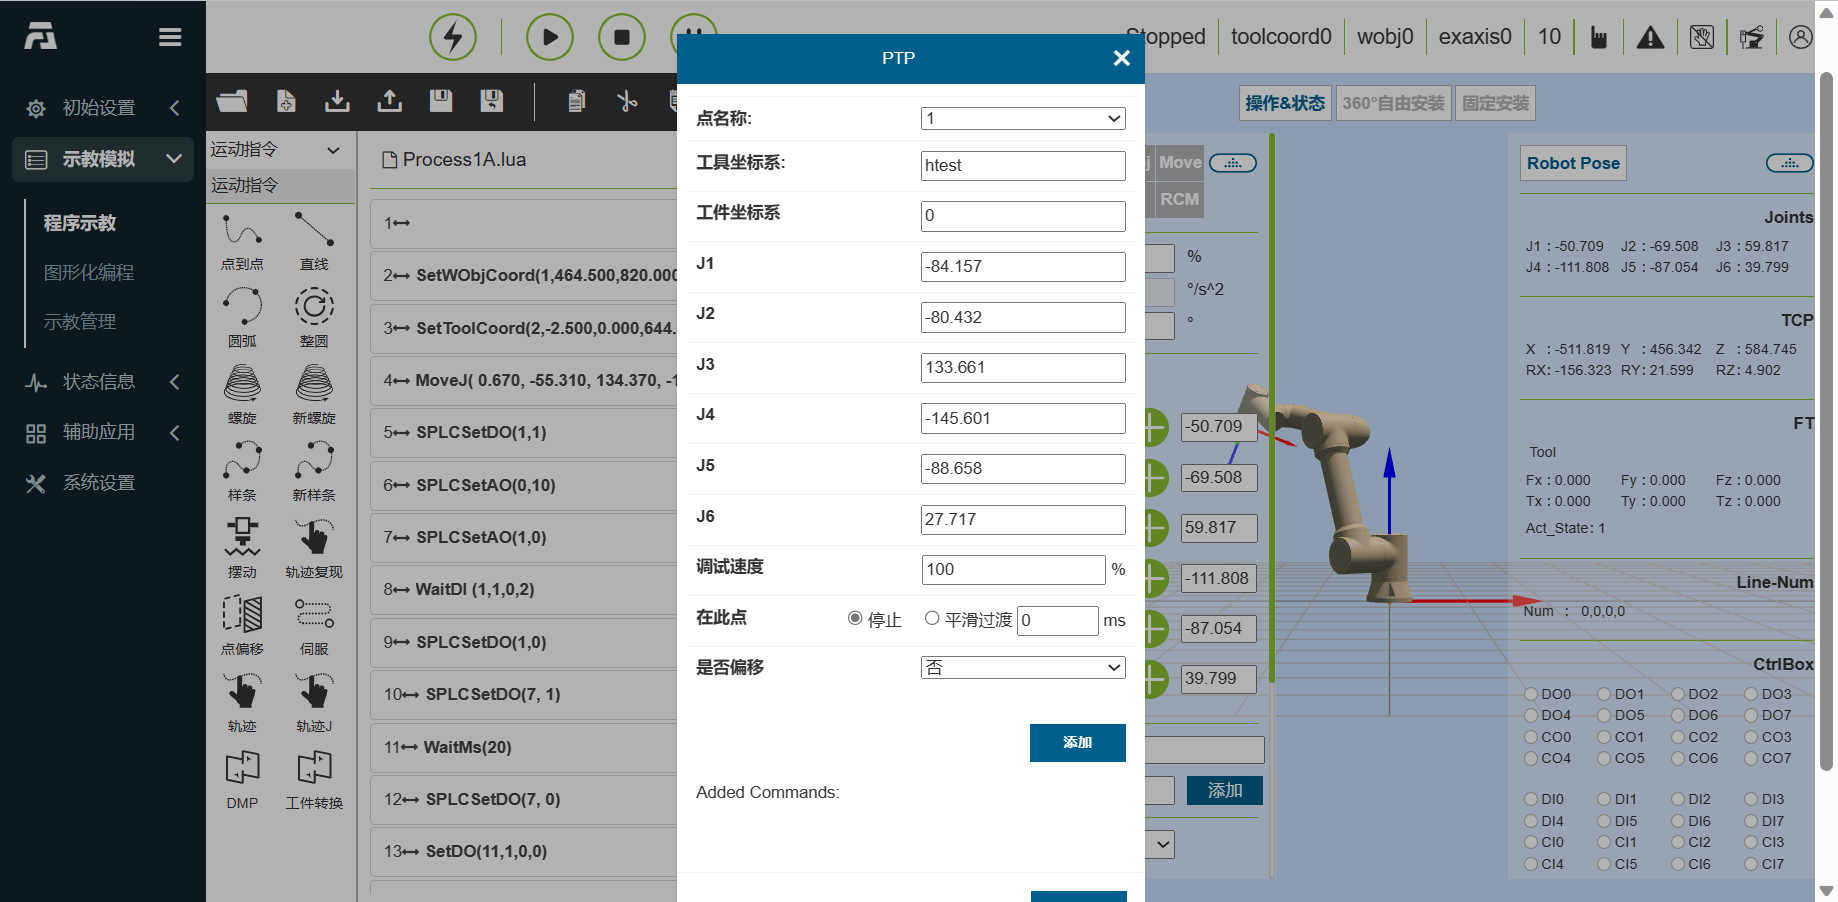 Stopped
toolcoord0
wobj0
exaxis0
10
初始设置
示教模拟
程序示教
图形化编程
示教管理
状态信息
辅助应用
系统设置
运动指令
运动指令
点到点 直线
圆弧 整圆
螺旋 新螺旋
样条 新样条
摆动 轨迹复现
点偏移 伺服
轨迹 轨迹J
DMP 工件转换
Process1A.lua
1
2 SetWObjCoord(1,464.500,820.000
3 SetToolCoord(2,-2.500,0.000,644.
4 MoveJ( 0.670, -55.310, 134.370, -1
5 SPLCSetDO(1,1)
6 SPLCSetAO(0,10)
7 SPLCSetAO(1,0)
8 WaitDI (1,1,0,2)
9 SPLCSetDO(1,0)
10 SPLCSetDO(7, 1)
11 WaitMs(20)
12 SPLCSetDO(7, 0)
13 SetDO(11,1,0,0)
PTP
点名称: 1
工具坐标系: htest
工件坐标系 0
J1 -84.157
J2 -80.432
J3 133.661
J4 -145.601
J5 -88.658
J6 27.717
调试速度 100 %
在此点 停止 平滑过渡 0 ms
是否偏移 否
添加
Added Commands:
操作&状态 360°自由安装 固定安装
Move
RCM
%
°/s^2
°
-50.709
-69.508
59.817
-111.808
-87.054
39.799
添加
Robot Pose
Joints
J1 : -50.709 J2 : -69.508 J3 : 59.817
J4 : -111.808 J5 : -87.054 J6 : 39.799
TCP
X : -511.819 Y : 456.342 Z : 584.745
RX: -156.323 RY: 21.599 RZ: 4.902
FT
Tool
Fx : 0.000 Fy : 0.000 Fz : 0.000
Tx : 0.000 Ty : 0.000 Tz : 0.000
Act_State: 1
Line-Num
Num : 0,0,0,0
CtrlBox
DO0 DO1 DO2 DO3
DO4 DO5 DO6 DO7
CO0 CO1 CO2 CO3
CO4 CO5 CO6 CO7
DI0 DI1 DI2 DI3
DI4 DI5 DI6 DI7
CI0 CI1 CI2 CI3
CI4 CI5 CI6 CI7